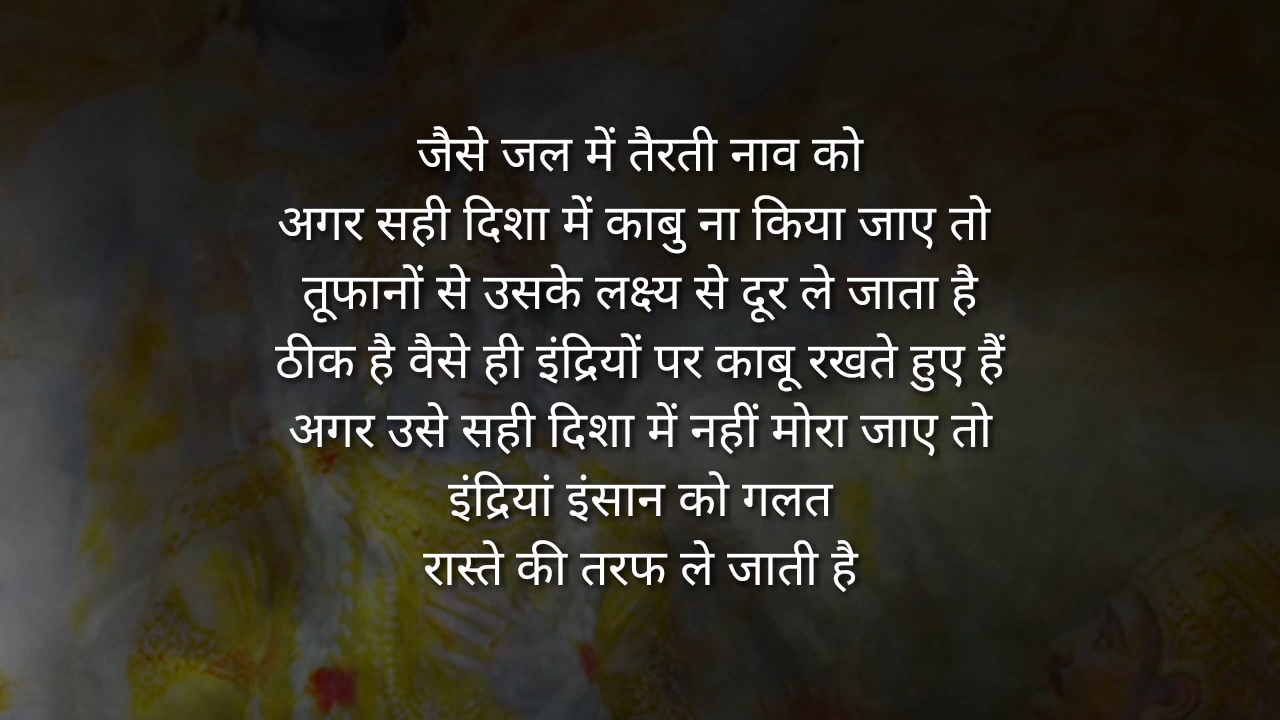 जैसे जल में तैरती नाव को
अगर सही दिशा में काबु ना किया जाए तो
तूफानों से उसके लक्ष्य से दूर ले जाता है
ठीक है वैसे ही इंद्रियों पर काबू रखते हुए हैं
अगर उसे सही दिशा में नहीं मोरा जाए तो
इंद्रियां इंसान को गलत
रास्ते की तरफ ले जाती है